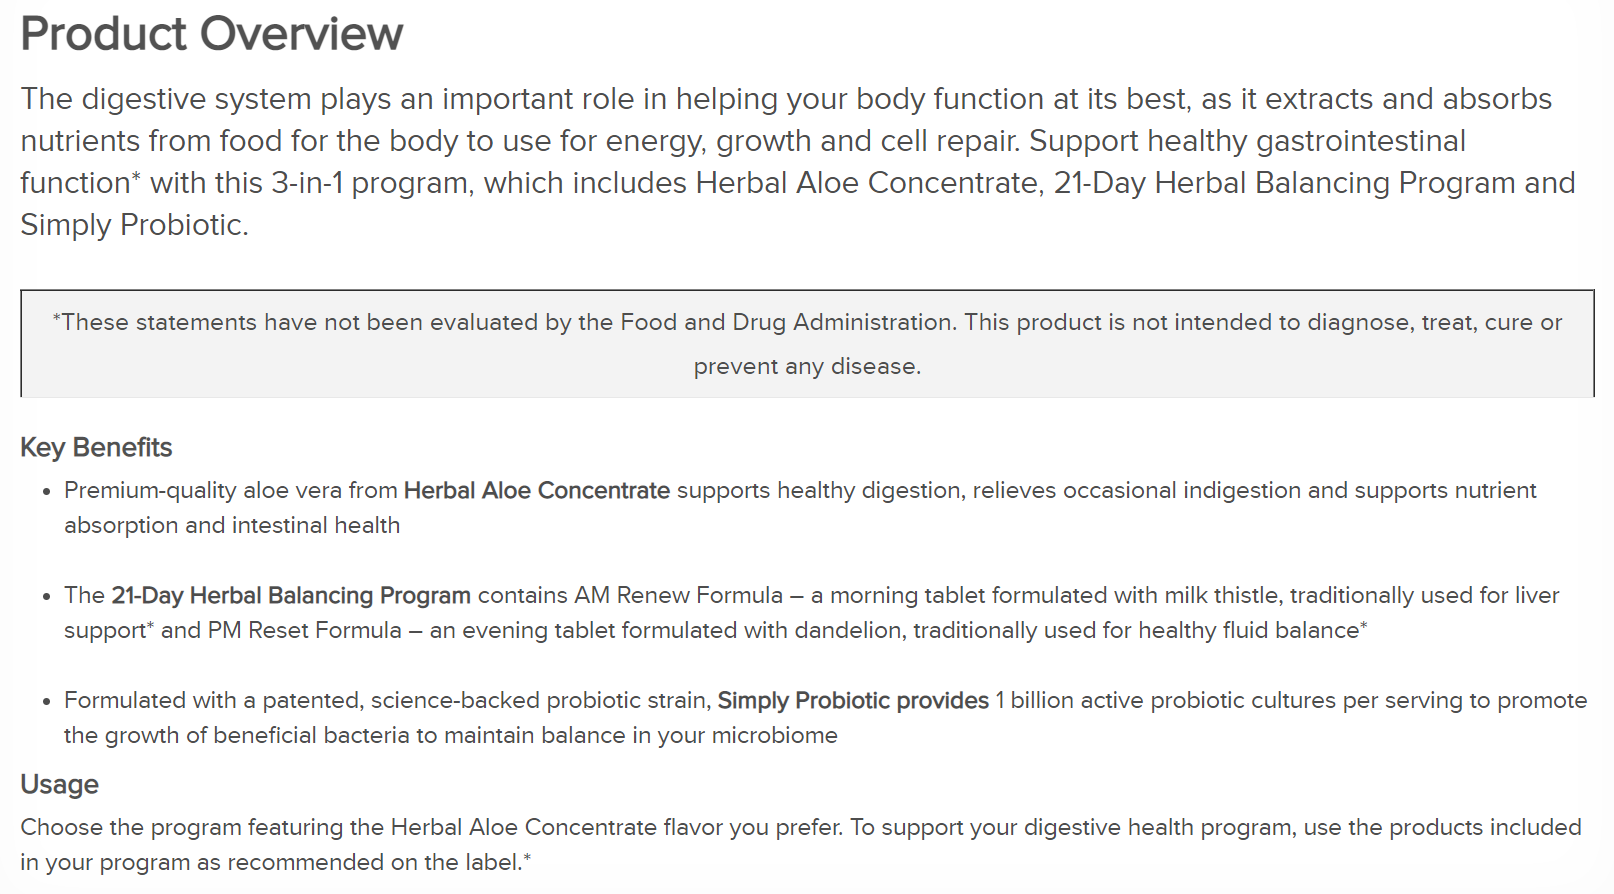 Product Overview
The digestive system plays an important role in helping your body function at its best, as it extracts and absorbs
nutrients from food for the body to use for energy, growth and cell repair. Support healthy gastrointestinal
function* with this 3-in-1 program, which includes Herbal Aloe Concentrate, 21-Day Herbal Balancing Program and
Simply Probiotic.
*These statements have not been evaluated by the Food and Drug Administration. This product is not intended to diagnose, treat, cure or
prevent any disease.
Key Benefits
• Premium-quality aloe vera from Herbal Aloe Concentrate supports healthy digestion, relieves occasional indigestion and supports nutrient
absorption and intestinal health
• The 21-Day Herbal Balancing Program contains AM Renew Formula – a morning tablet formulated with milk thistle, traditionally used for liver
support* and PM Reset Formula – an evening tablet formulated with dandelion, traditionally used for healthy fluid balance*
• Formulated with a patented, science-backed probiotic strain, Simply Probiotic provides 1 billion active probiotic cultures per serving to promote
the growth of beneficial bacteria to maintain balance in your microbiome
Usage
Choose the program featuring the Herbal Aloe Concentrate flavor you prefer. To support your digestive health program, use the products included
in your program as recommended on the label.*